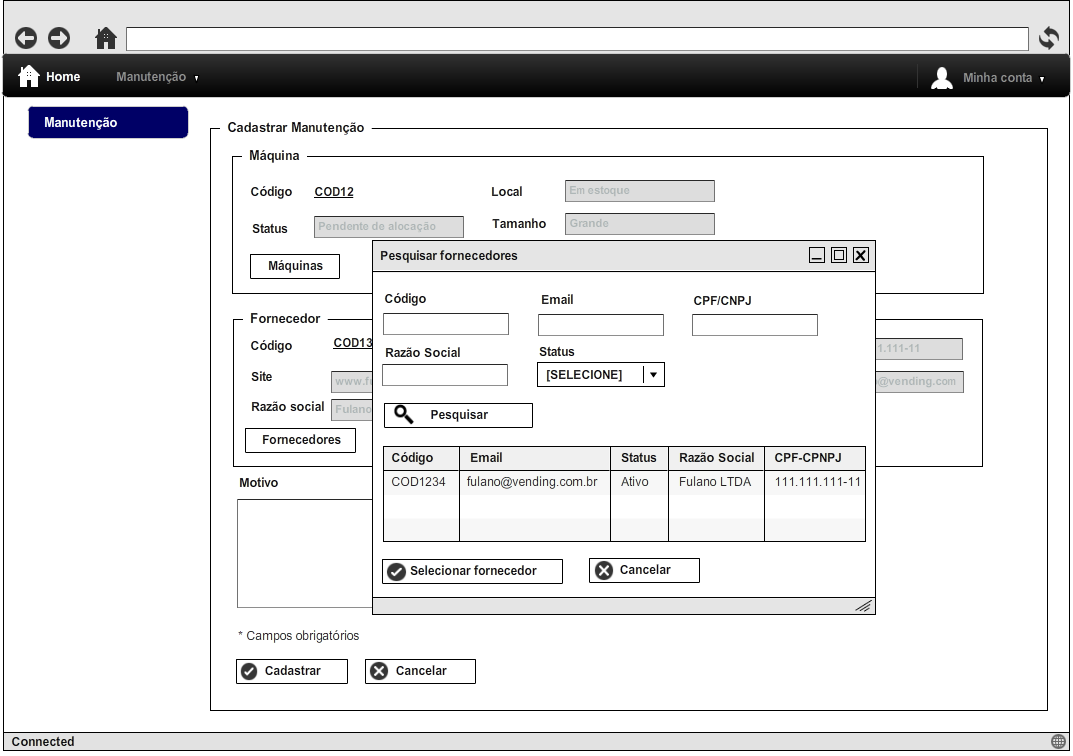 Home Manutenção Minha conta
Manutenção
Cadastrar Manutenção
Máquina
Código COD12 Local Em estoque
Status Pendente de alocação Tamanho Grande
Máquinas
Pesquisar fornecedores
Código Email CPF/CNPJ
Razão Social Status
[SELECIONE]
Pesquisar
Código Email Status Razão Social CPF-CPNPJ
COD1234 fulano@vending.com.br Ativo Fulano LTDA 111.111.111-11
Selecionar fornecedor Cancelar
Fornecedor
Código COD13 1.111-11
Site www.fu @vending.com
Razão social Fulano
Fornecedores
Motivo
* Campos obrigatórios
Cadastrar Cancelar
Connected